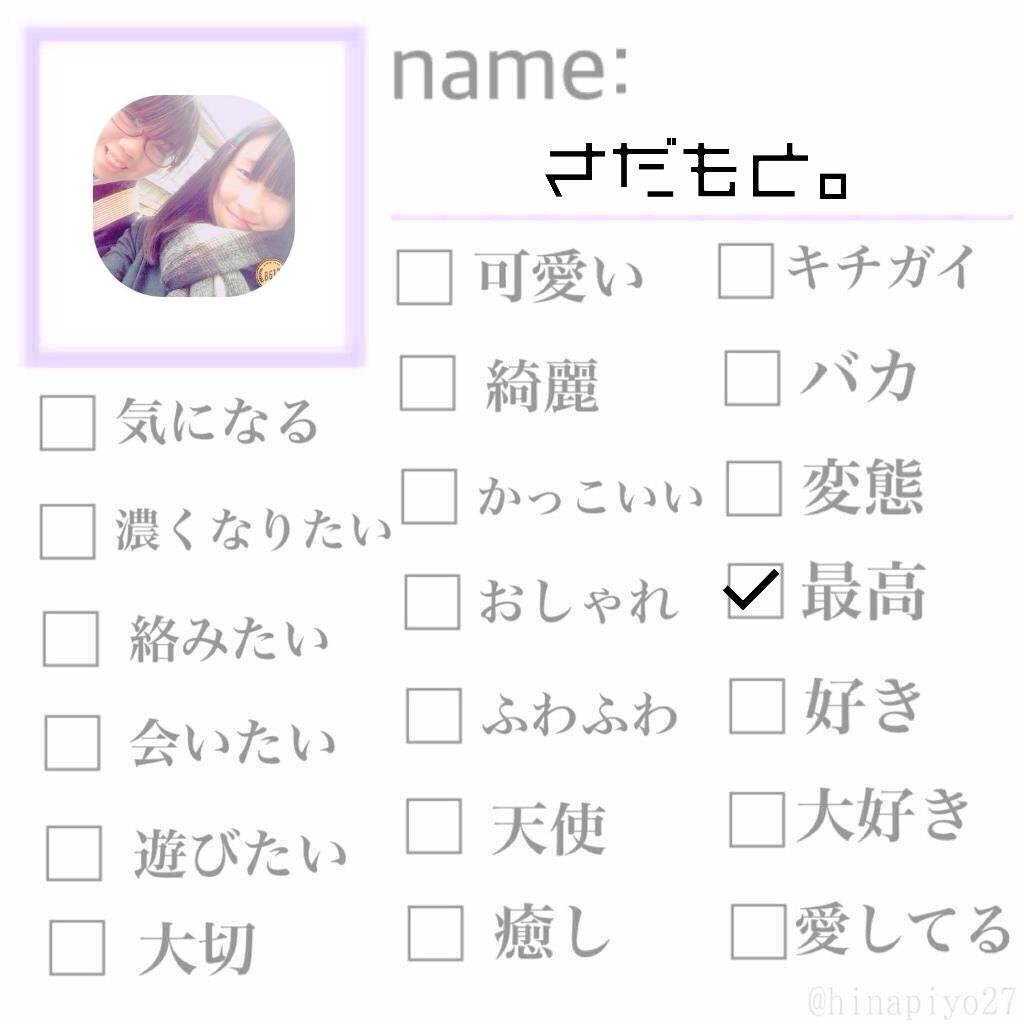 name:
さだもと。
可愛い
キチガイ
綺麗
バカ
気になる
かっこいい
変態
濃くなりたい
おしゃれ
最高
絡みたい
ふわふわ
好き
会いたい
天使
大好き
遊びたい
癒し
愛してる
大切
@hinapiyo27